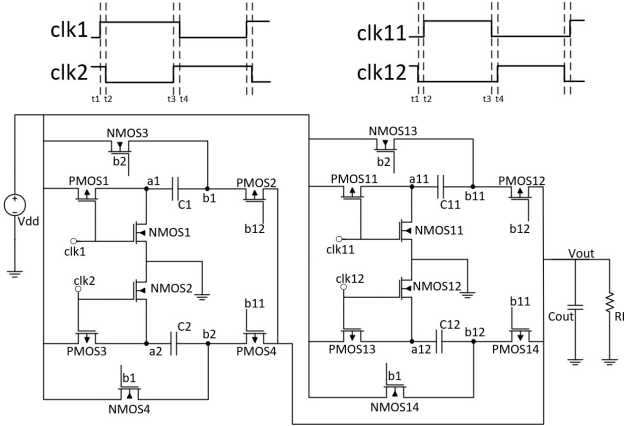 clk1
clk2
t1 t2 t3 t4
clk11
clk12
t1 t2 t3 t4
NMOS3
b2
NMOS13
b2
PMOS1
a1
C1
b1
PMOS2
PMOS11
a11
C11
b11
PMOS12
Vdd
NMOS1
b12
NMOS11
b12
clk1
clk11
clk2
clk12
Vout
NMOS2
NMOS12
b11
b11
Cout
C2
b2
C12
b12
PMOS3
a2
PMOS4
PMOS13
a12
PMOS14
b1
b1
NMOS4
NMOS14